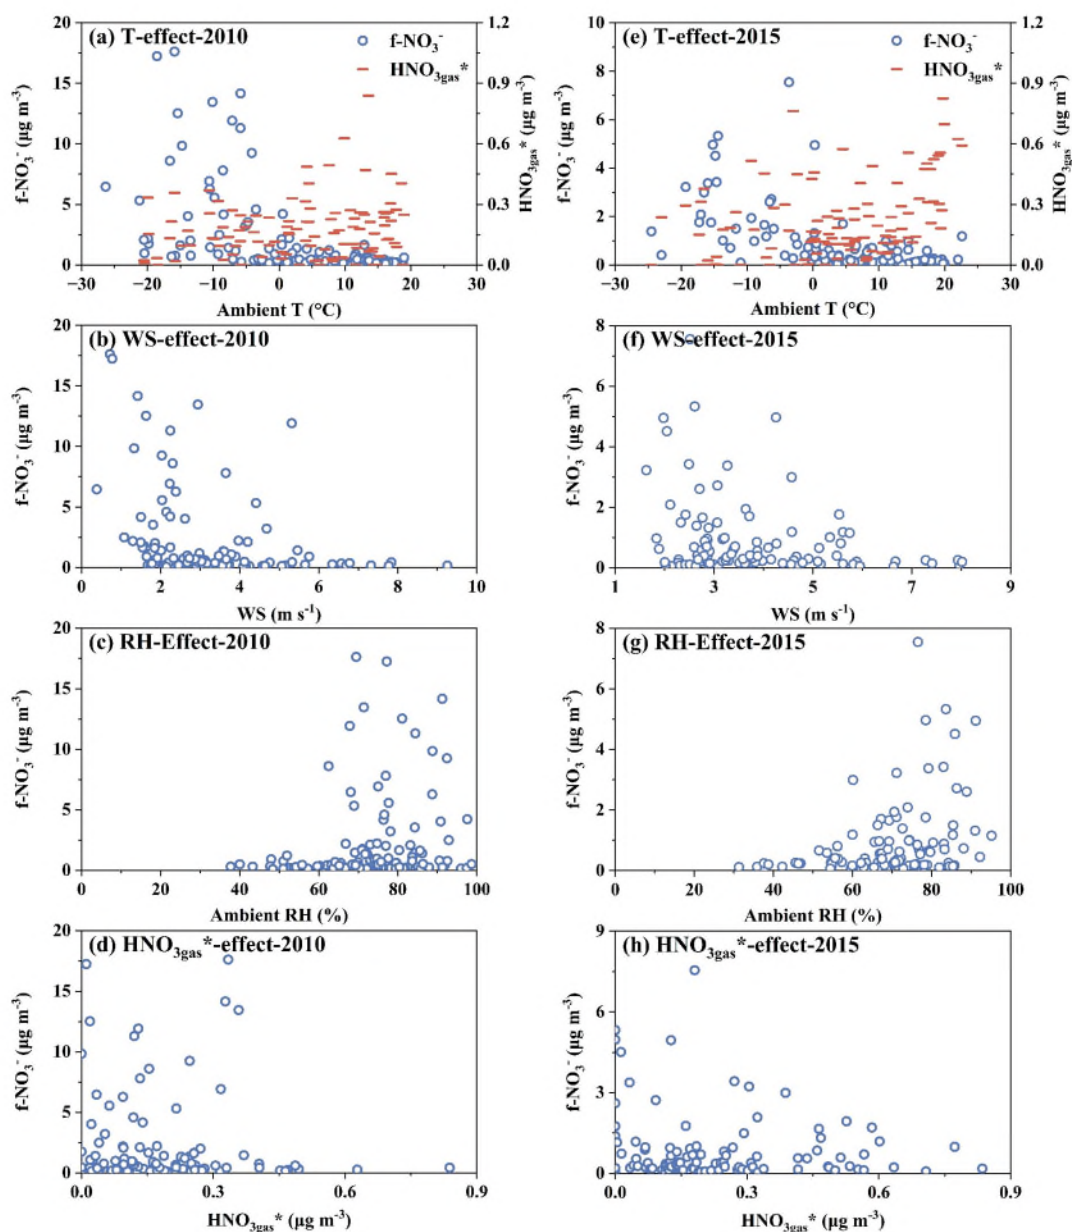 (a) T-effect-2010
f-NO₃⁻
HNO₃gas*
20
15
10
5
0
f-NO₃⁻ (μg m⁻³)
1.2
0.9
0.6
0.3
0.0
HNO₃gas* (μg m⁻³)
−30 −20 −10 0 10 20 30
Ambient T (°C)
(e) T-effect-2015
f-NO₃⁻
HNO₃gas*
10
8
6
4
2
0
f-NO₃⁻ (μg m⁻³)
1.2
0.9
0.6
0.3
0.0
HNO₃gas* (μg m⁻³)
−30 −20 −10 0 10 20 30
Ambient T (°C)
(b) WS-effect-2010
20
15
10
5
0
f-NO₃⁻ (μg m⁻³)
0 2 4 6 8 10
WS (m s⁻¹)
(f) WS-effect-2015
8
6
4
2
0
f-NO₃⁻ (μg m⁻³)
1 3 5 7 9
WS (m s⁻¹)
(c) RH-Effect-2010
20
15
10
5
0
f-NO₃⁻ (μg m⁻³)
0 20 40 60 80 100
Ambient RH (%)
(g) RH-Effect-2015
8
6
4
2
0
f-NO₃⁻ (μg m⁻³)
0 20 40 60 80 100
Ambient RH (%)
(d) HNO₃gas*-effect-2010
20
15
10
5
0
f-NO₃⁻ (μg m⁻³)
0.0 0.3 0.6 0.9
HNO₃gas* (μg m⁻³)
(h) HNO₃gas*-effect-2015
9
6
3
0
f-NO₃⁻ (μg m⁻³)
0.0 0.3 0.6 0.9
HNO₃gas* (μg m⁻³)